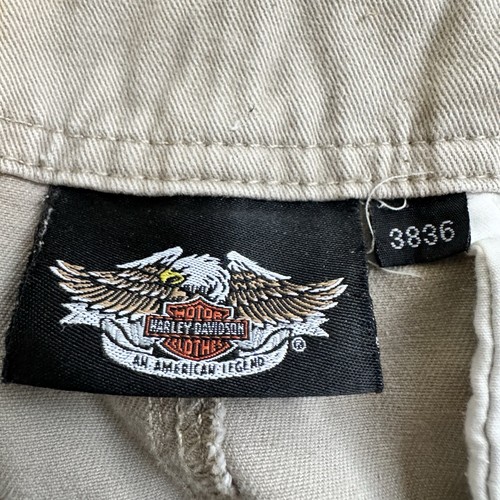 MOTOR
HARLEY-DAVIDSON
CLOTHES
AN AMERICAN LEGEND
®
3836